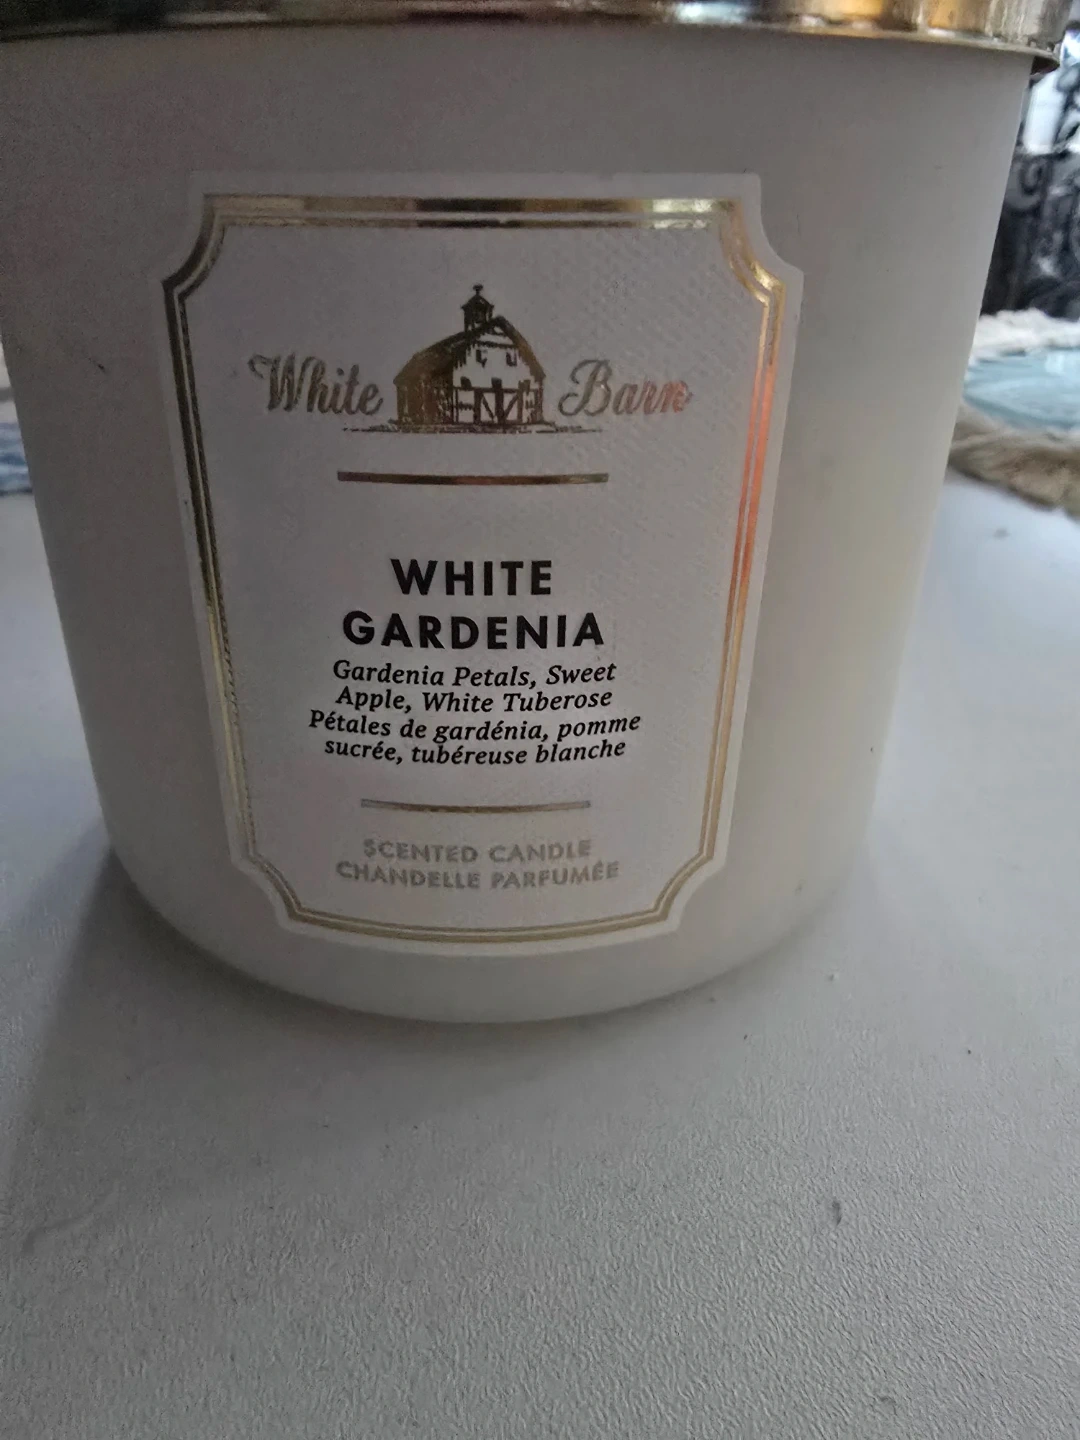 White Barn
WHITE
GARDENIA
Gardenia Petals, Sweet
Apple, White Tuberose
Pétales de gardénia, pomme
sucrée, tubéreuse blanche
SCENTED CANDLE
CHANDELLE PARFUMÉE